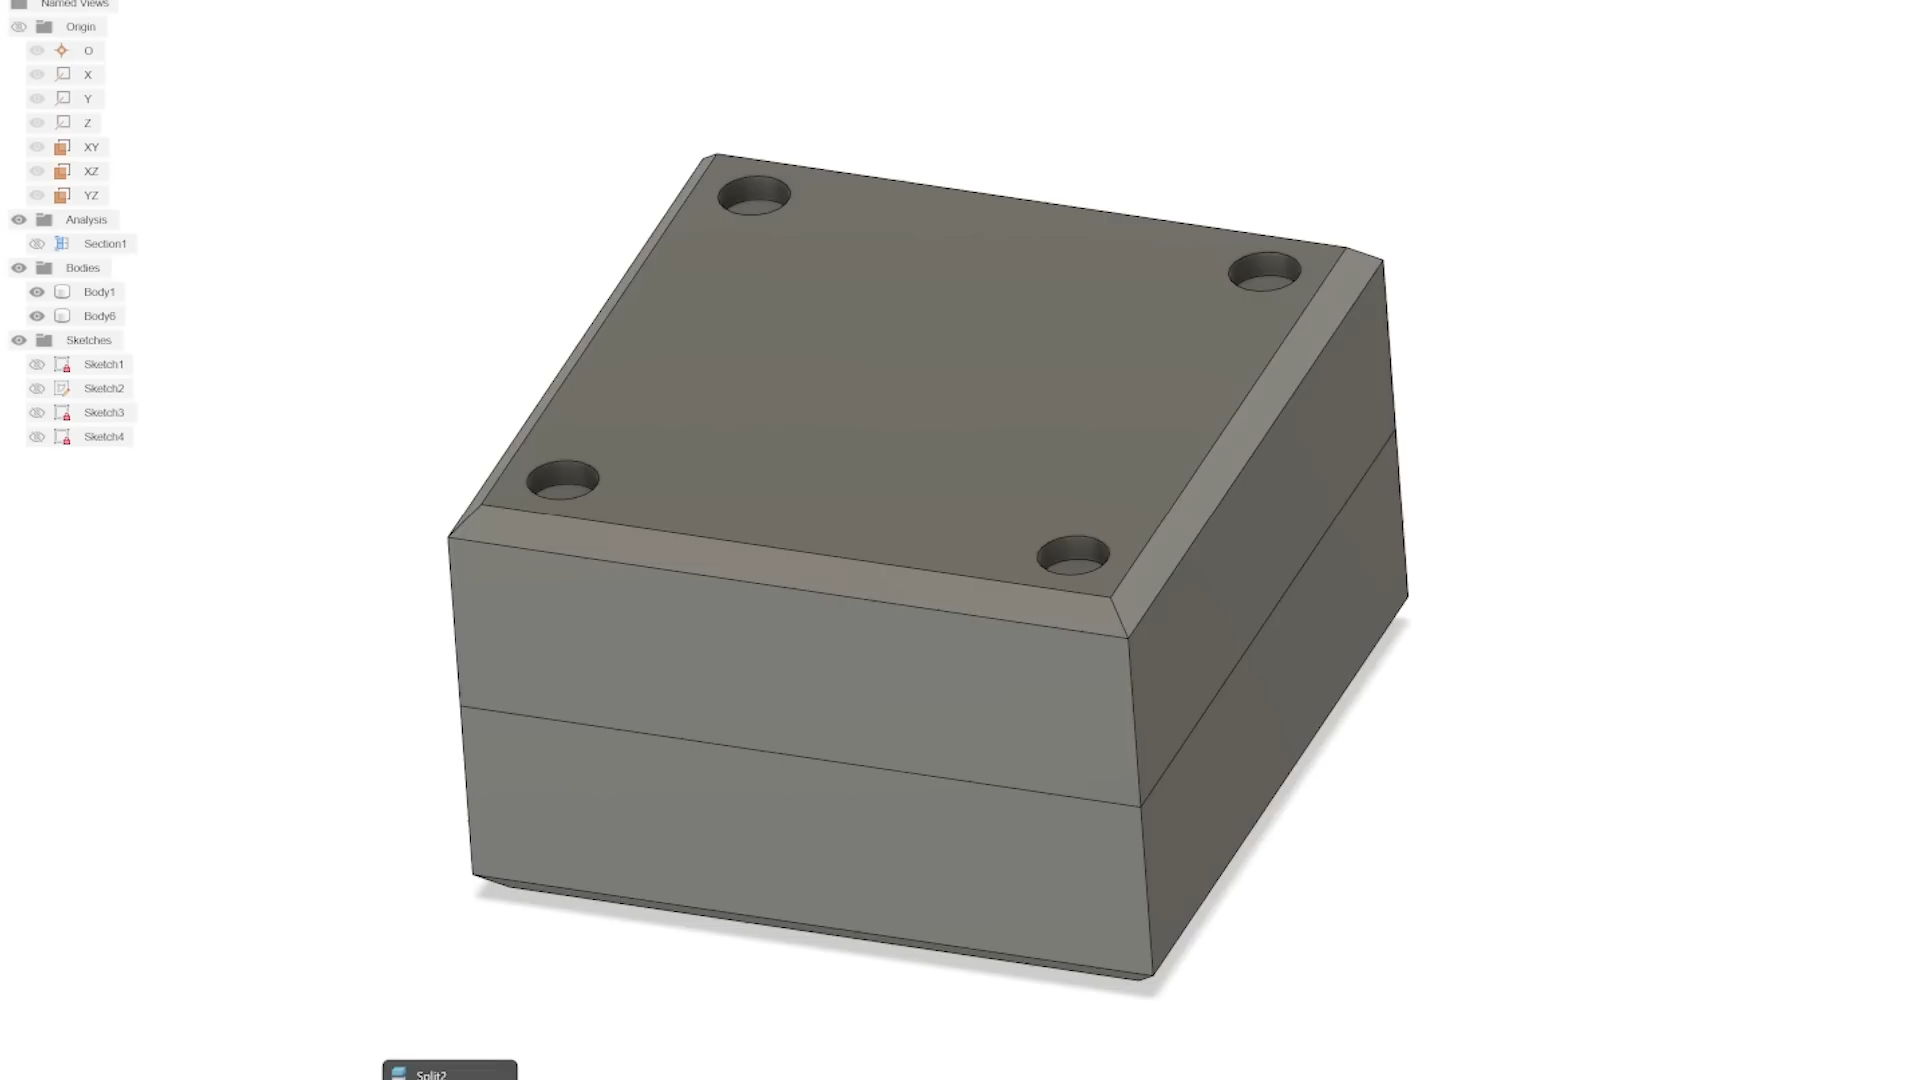 Named Views
Origin
O
X
Y
Z
XY
XZ
YZ
Analysis
Section1
Bodies
Body1
Body6
Sketches
Sketch1
Sketch2
Sketch3
Sketch4
Split2